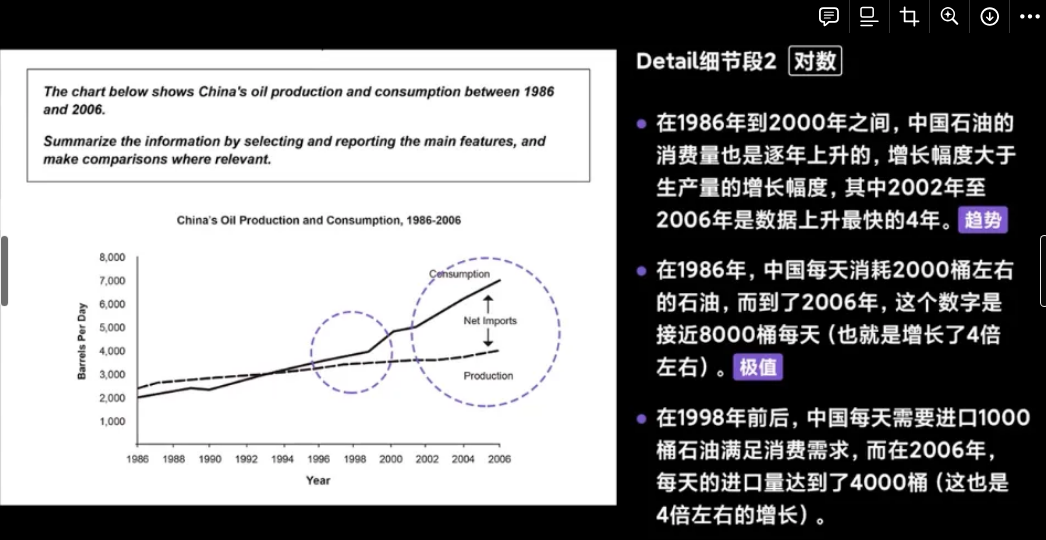 The chart below shows China's oil production and consumption between 1986
and 2006.
Summarize the information by selecting and reporting the main features, and
make comparisons where relevant.
China's Oil Production and Consumption, 1986-2006
Barrels Per Day
8,000
7,000
6,000
5,000
4,000
3,000
2,000
1,000
Consumption
Net Imports
Production
1986 1988 1990 1992 1994 1996 1998 2000 2002 2004 2006
Year
Detail细节段2 对数
在1986年到2000年之间，中国石油的
消费量也是逐年上升的，增长幅度大于
生产量的增长幅度，其中2002年至
2006年是数据上升最快的4年。 趋势
在1986年，中国每天消耗2000桶左右
的石油，而到了2006年，这个数字是
接近8000桶每天（也就是增长了4倍
左右）。 极值
在1998年前后，中国每天需要进口1000
桶石油满足消费需求，而在2006年，
每天的进口量达到了4000桶（这也是
4倍左右的增长）。